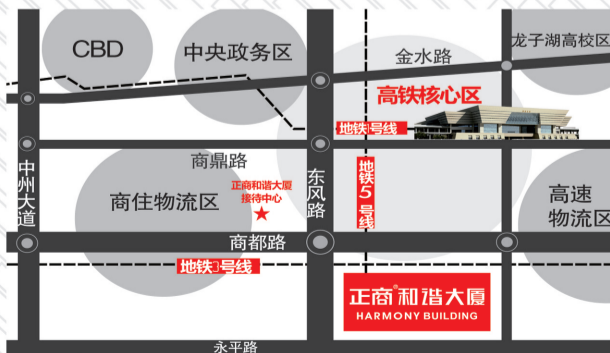 CBD
中央政务区
金水路
龙子湖高校区
高铁核心区
地铁号线
商鼎路
中州大道
东风路
地铁5号线
正商和谐大厦
接待中心
商住物流区
高速
物流区
商都路
地铁号线
正商®和谐大厦
HARMONY BUILDING
永平路